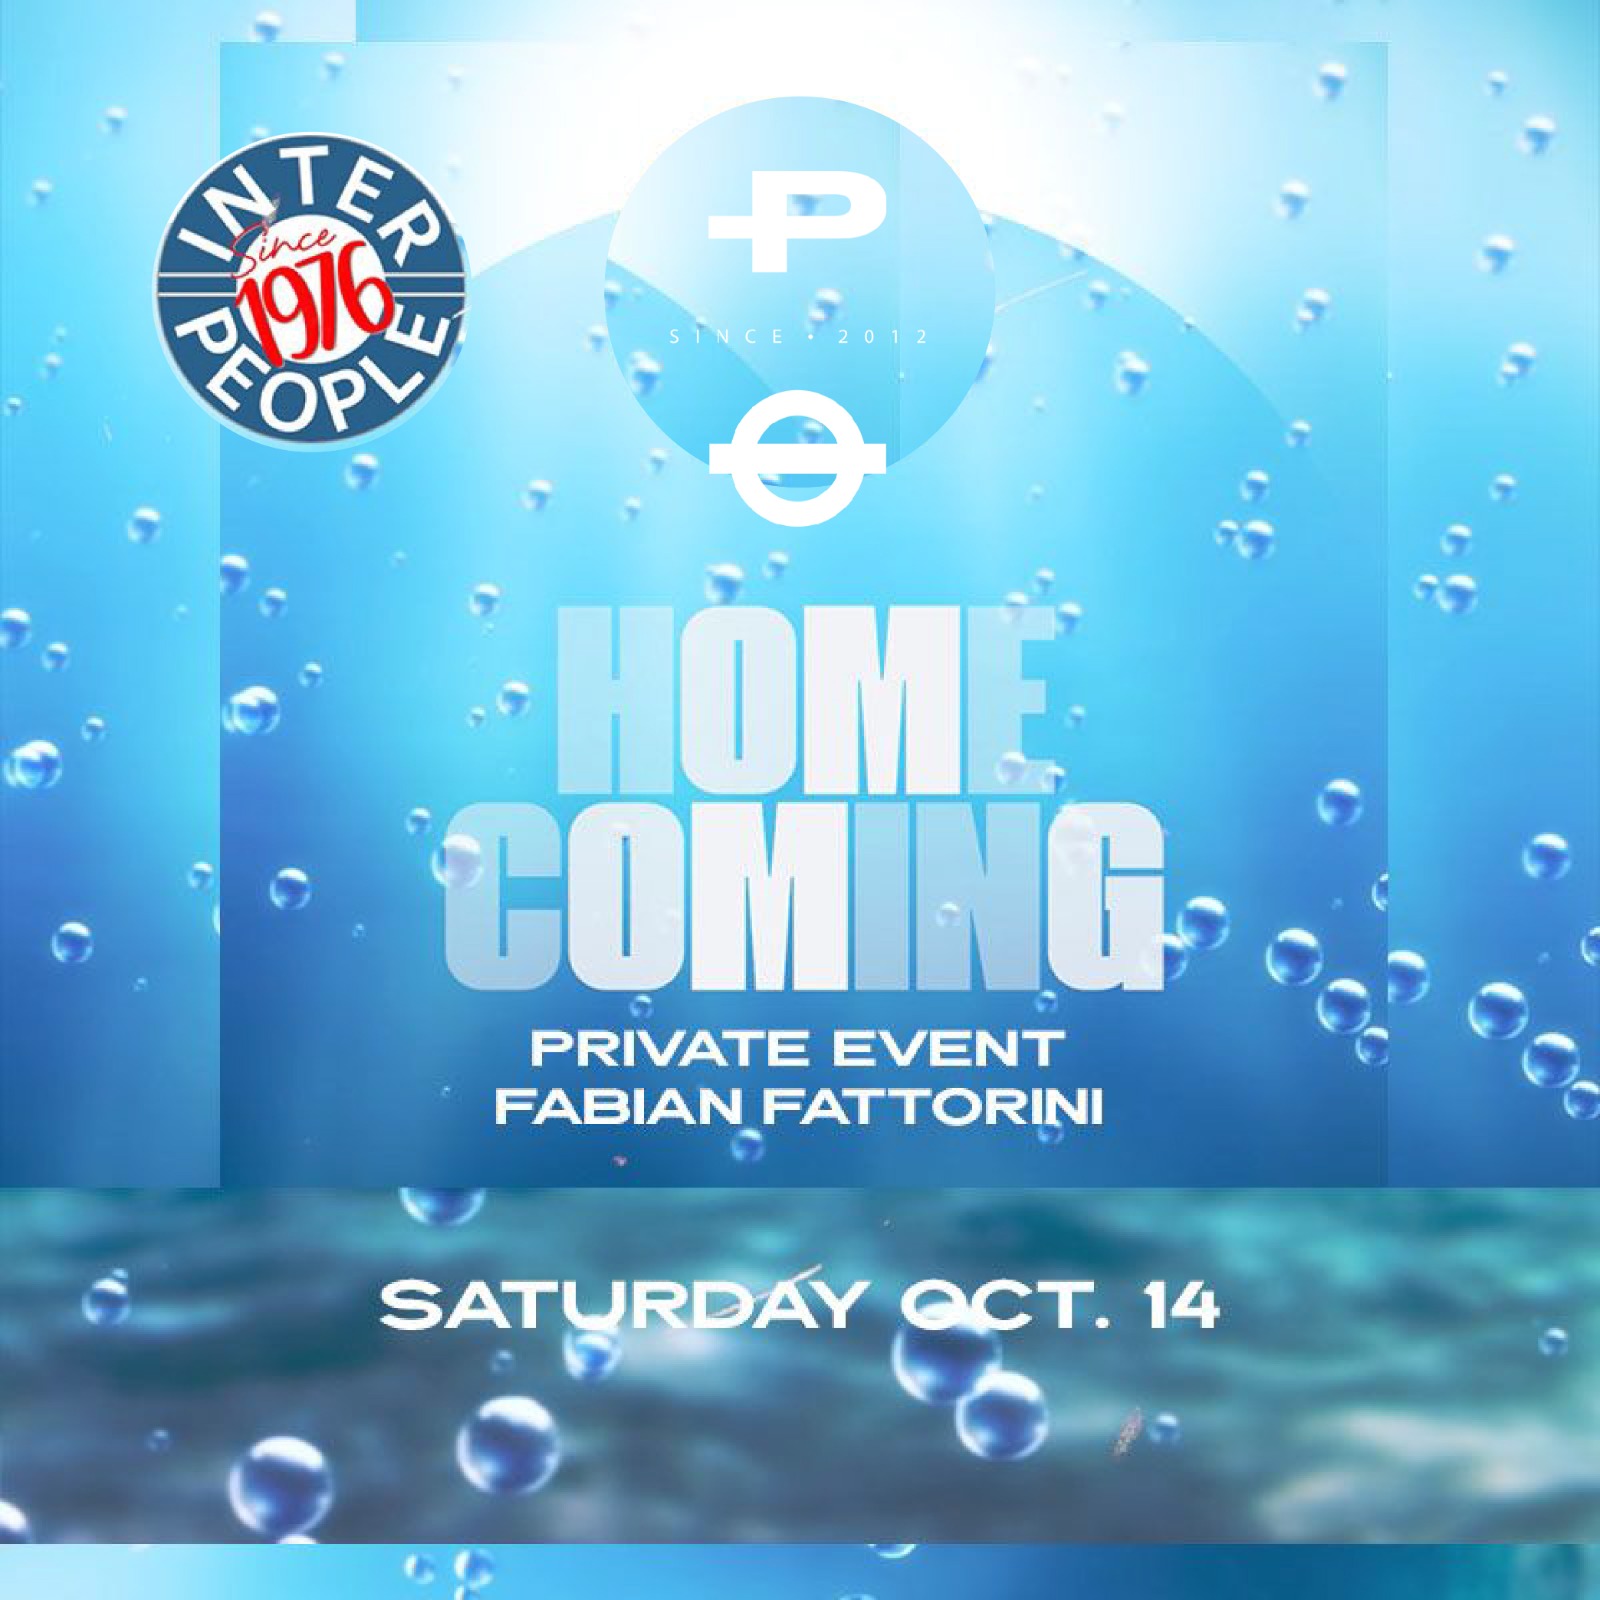 INTER
Since
1976
PEOPLE
P
SINCE • 2012
HOME
COMING
PRIVATE EVENT
FABIAN FATTORINI
SATURDAY OCT. 14